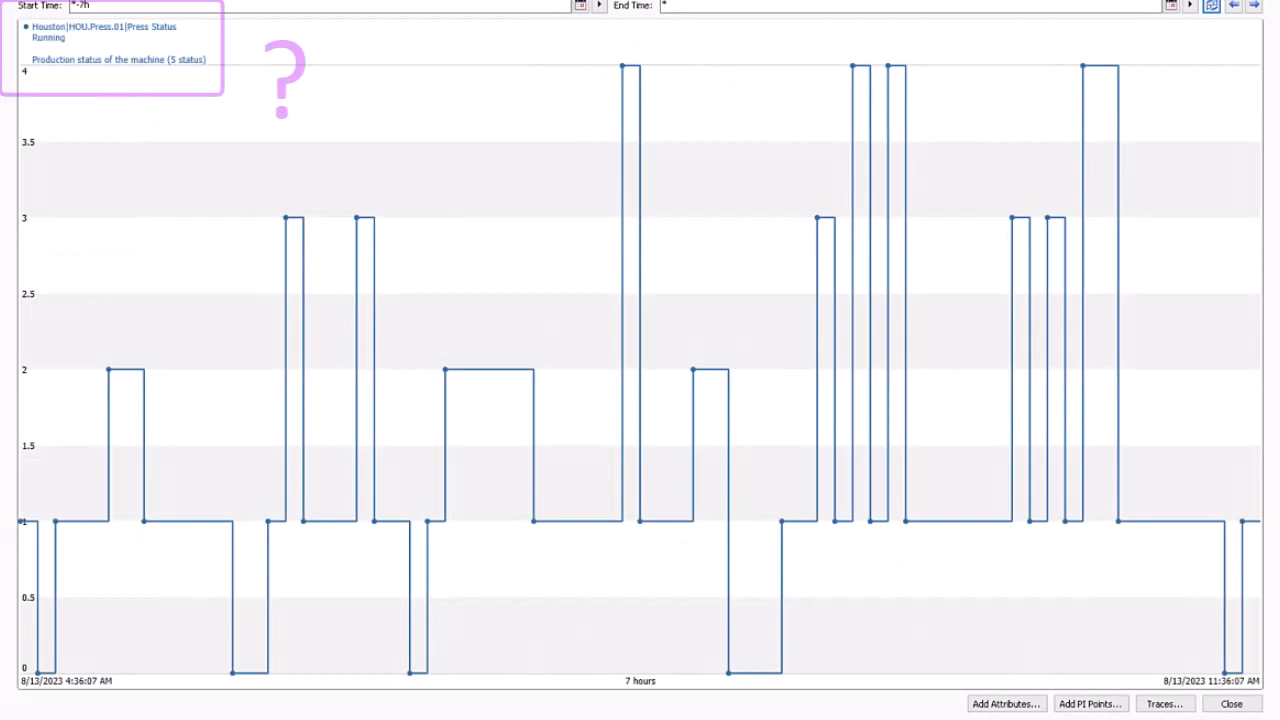 Start Time: *-7h End Time: *
Houston|HOU.Press.01|Press Status
Running
Production status of the machine (5 status)
?
4
3.5
3
2.5
2
1.5
1
0.5
0
8/13/2023 4:36:07 AM 7 hours 8/13/2023 11:36:07 AM
Add Attributes... Add PI Points... Traces... Close